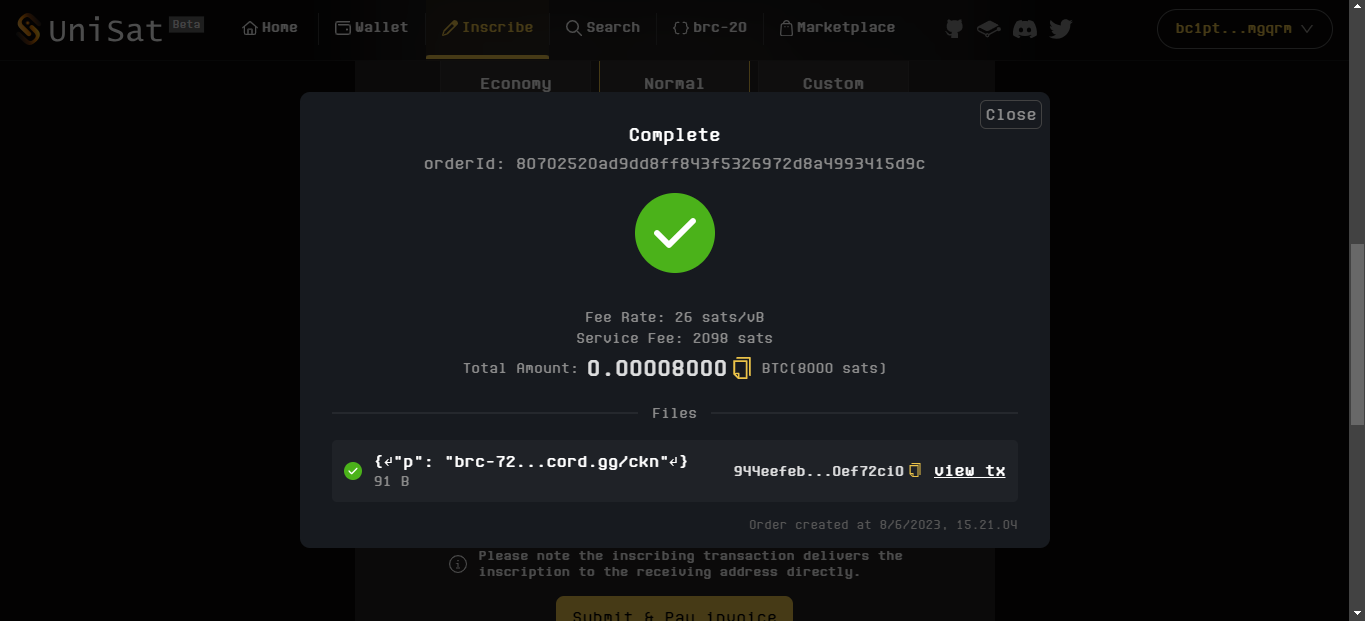 UniSat Beta Home Wallet Inscribe Search {} brc-20 Marketplace bc1pt...mgqrm
Economy Normal Custom
Close
Complete
orderId: 80702520ad9dd8ff843f5326972d8a4993415d9c
Fee Rate: 26 sats/vB
Service Fee: 2098 sats
Total Amount: 0.00008000 BTC(8000 sats)
Files
{↲"p": "brc-72...cord.gg/ckn"↲} 944eefeb...0ef72ci0 view tx
91 B
Order created at 8/6/2023, 15.21.04
Please note the inscribing transaction delivers the
inscription to the receiving address directly.
Submit & Pay invoice